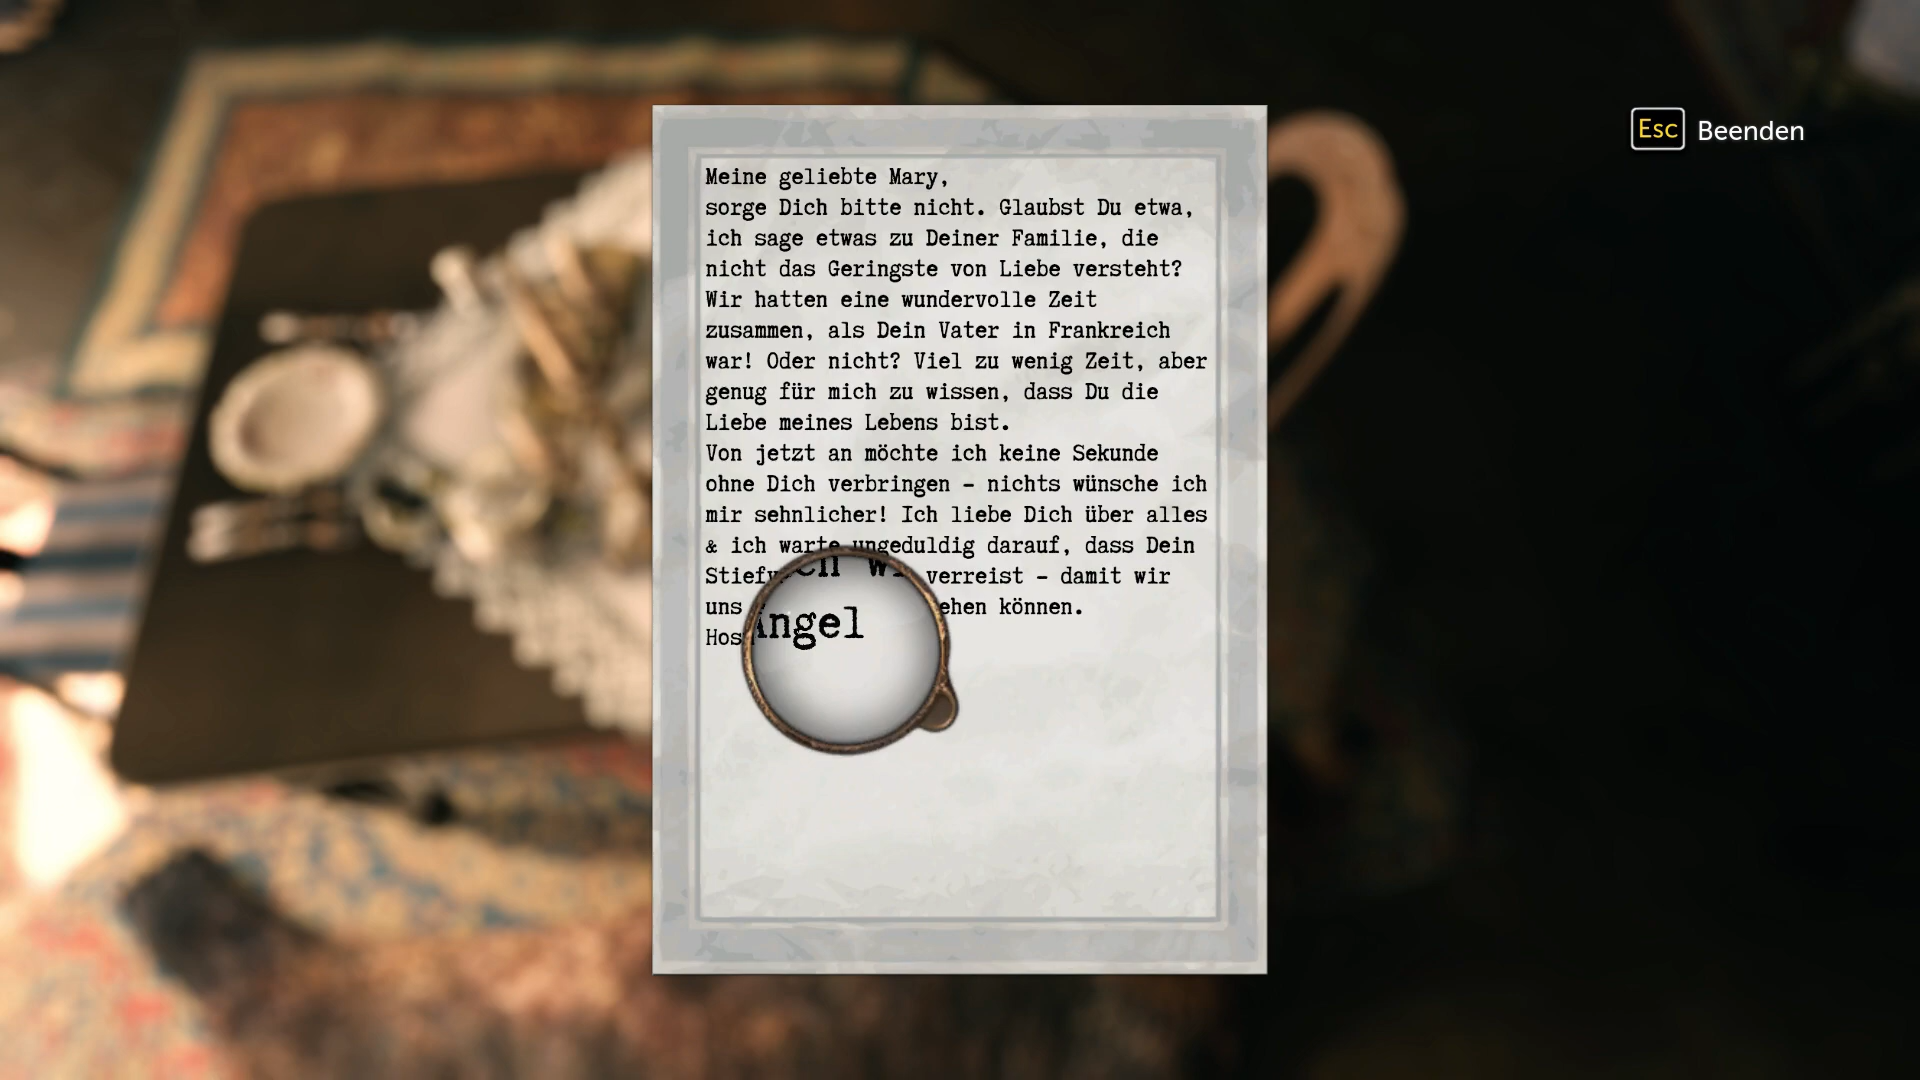 Meine geliebte Mary,
sorge Dich bitte nicht. Glaubst Du etwa,
ich sage etwas zu Deiner Familie, die
nicht das Geringste von Liebe versteht?
Wir hatten eine wundervolle Zeit
zusammen, als Dein Vater in Frankreich
war! Oder nicht? Viel zu wenig Zeit, aber
genug für mich zu wissen, dass Du die
Liebe meines Lebens bist.
Von jetzt an möchte ich keine Sekunde
ohne Dich verbringen – nichts wünsche ich
mir sehnlicher! Ich liebe Dich über alles
& ich warte ungeduldig darauf, dass Dein
verreist – damit wir
uns können.
Angel
Esc Beenden